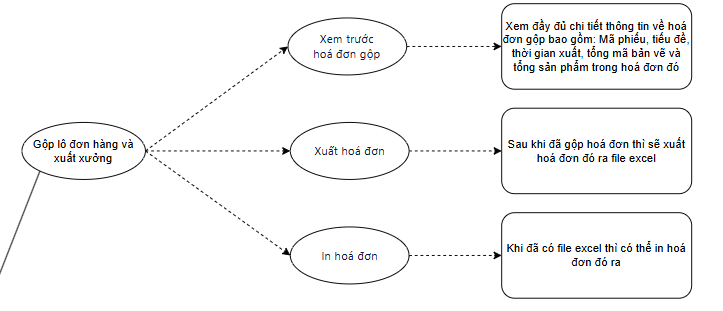 Xem trước
hoá đơn gộp
Xem đầy đủ chi tiết thông tin về hoá
đơn gộp bao gồm: Mã phiếu, tiếu đề,
thời gian xuất, tổng mã bản vẽ và
tổng sản phẩm trong hoá đơn đó
Gộp lô đơn hàng và
xuất xưởng
Xuất hoá đơn
Sau khi đã gộp hoá đơn thì sẽ xuất
hoá đơn đó ra file excel
In hoá đơn
Khi đã có file excel thì có thể in hoá
đơn đó ra